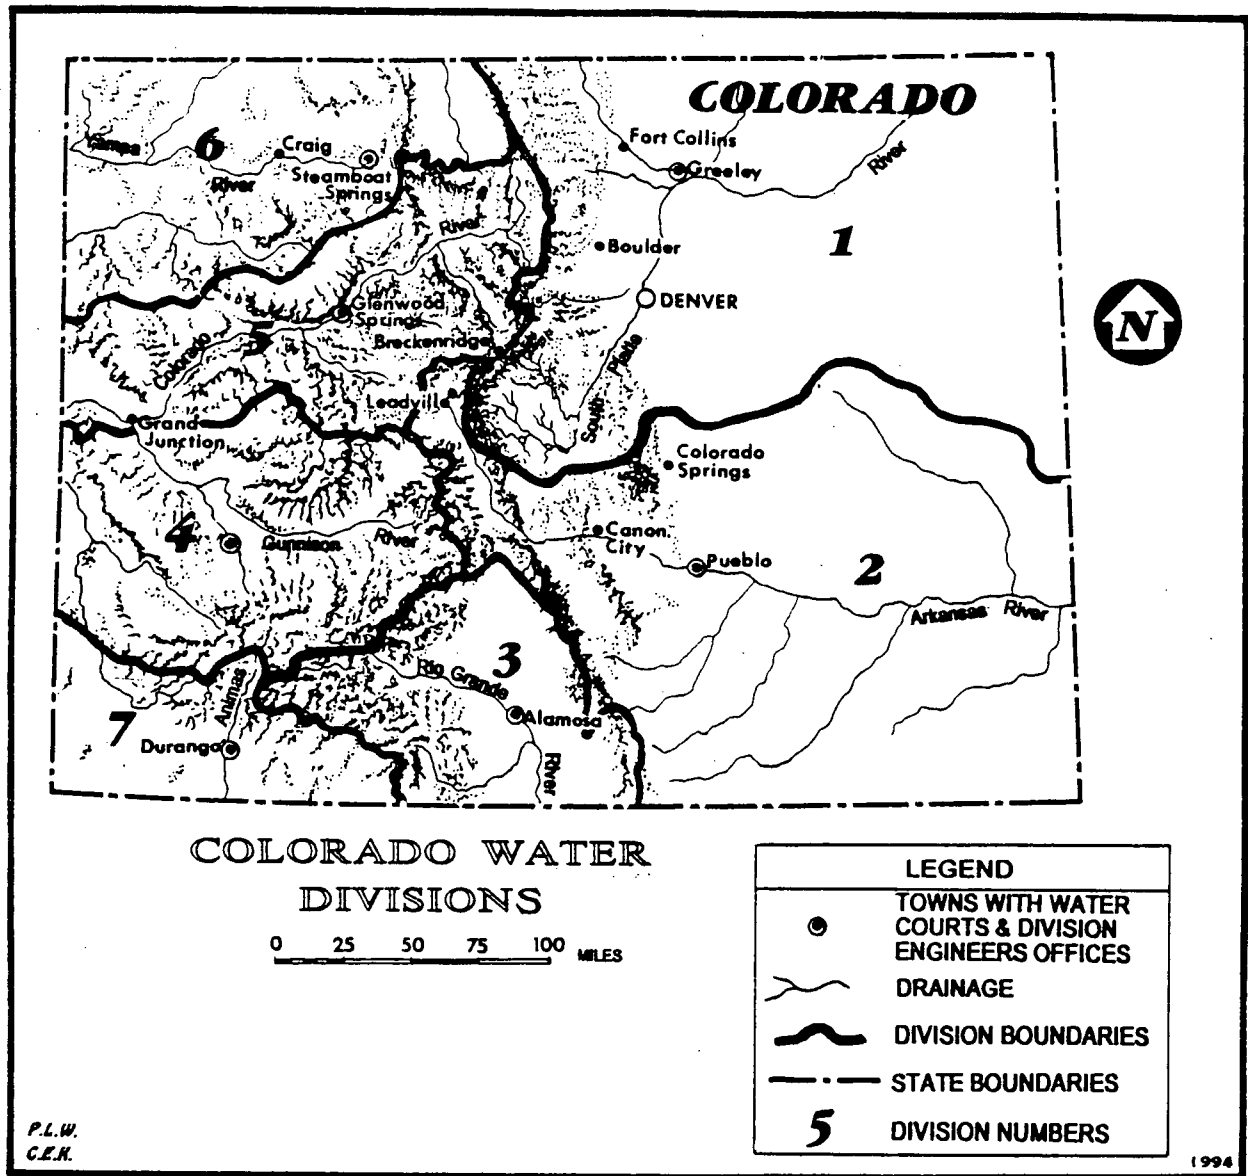 COLORADO
6
Yampa
River
Craig
Steamboat
Springs
Fort Collins
Greeley
River
1
River
Boulder
DENVER
Glenwood
Springs
5
Breckenridge
Colorado
Platte
South
Leadville
Grand
Junction
Colorado
Springs
4
Gunnison
River
Canon
City
Pueblo
2
Arkansas
River
3
Rio Grande
Alamosa
River
7
Animas
Durango
N
COLORADO WATER
DIVISIONS
0 25 50 75 100 MILES
LEGEND
TOWNS WITH WATER
COURTS & DIVISION
ENGINEERS OFFICES
DRAINAGE
DIVISION BOUNDARIES
STATE BOUNDARIES
5 DIVISION NUMBERS
P.L.W.
C.E.H.
1994